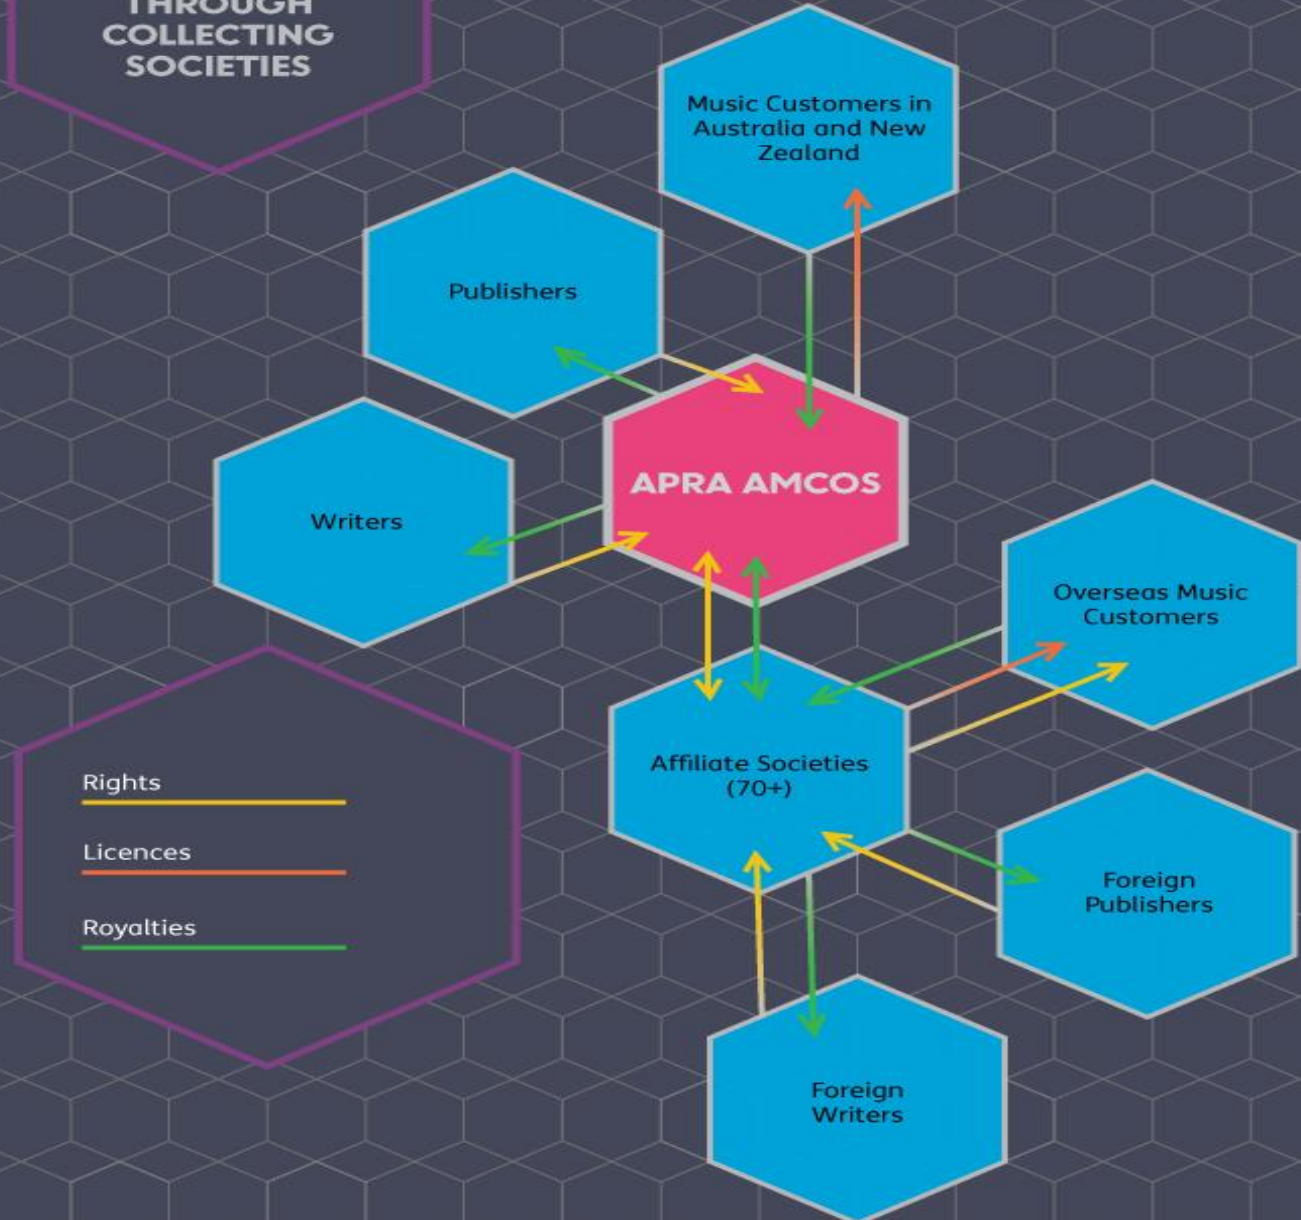 THROUGH
COLLECTING
SOCIETIES
Music Customers in
Australia and New
Zealand
Publishers
APRA AMCOS
Writers
Overseas Music
Customers
Affiliate Societies
(70+)
Rights
Licences
Royalties
Foreign
Publishers
Foreign
Writers